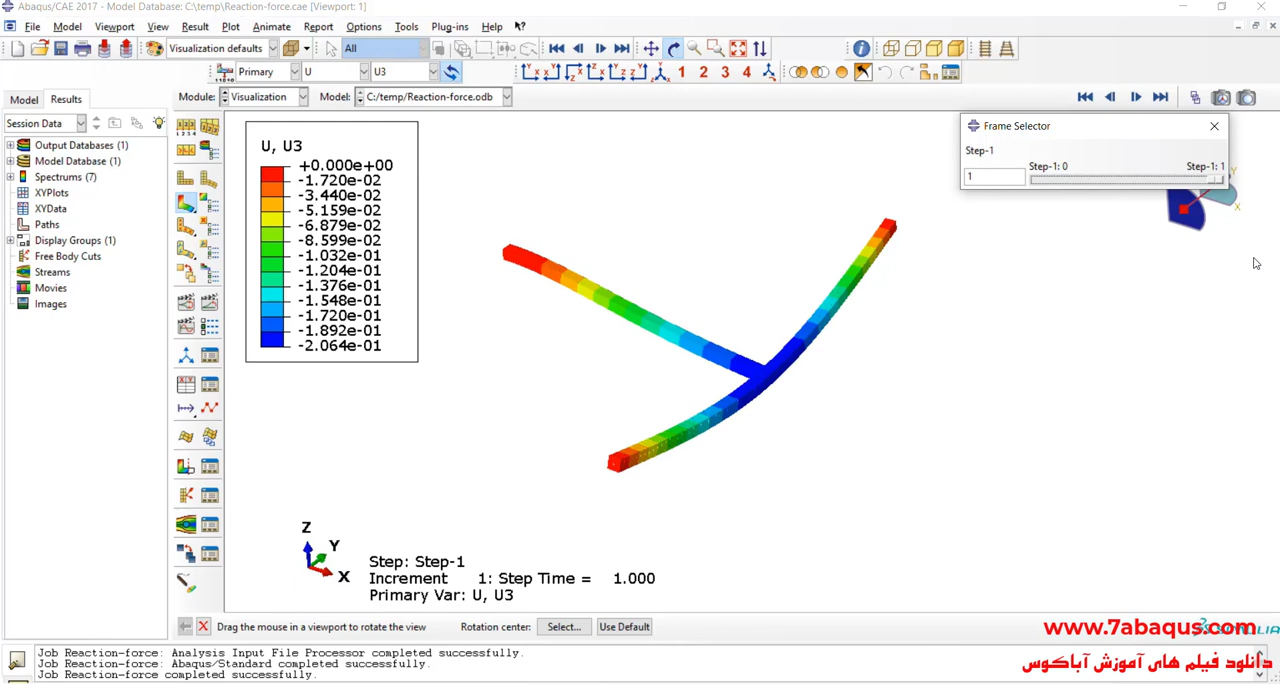 Abaqus/CAE 2017 - Model Database: C:\temp\Reaction-force.cae [Viewport: 1]
File Model Viewport View Result Plot Animate Report Options Tools Plug-ins Help
Visualization defaults All
Primary U U3 1 2 3 4
Model Results Module: Visualization Model: C:/temp/Reaction-force.odb
Session Data
Output Databases (1)
Model Database (1)
Spectrums (7)
XYPlots
XYData
Paths
Display Groups (1)
Free Body Cuts
Streams
Movies
Images
U, U3
+0.000e+00
-1.720e-02
-3.440e-02
-5.159e-02
-6.879e-02
-8.599e-02
-1.032e-01
-1.204e-01
-1.376e-01
-1.548e-01
-1.720e-01
-1.892e-01
-2.064e-01
Frame Selector
Step-1
Step-1: 0 Step-1: 1
1
X
Z
Y
X
Step: Step-1
Increment 1: Step Time = 1.000
Primary Var: U, U3
Drag the mouse in a viewport to rotate the view Rotation center: Select... Use Default
www.7abaqus.com
دانلود فیلم های آموزش آباکوس
Job Reaction-force: Analysis Input File Processor completed successfully.
Job Reaction-force: Abaqus/Standard completed successfully.
Job Reaction-force completed successfully.